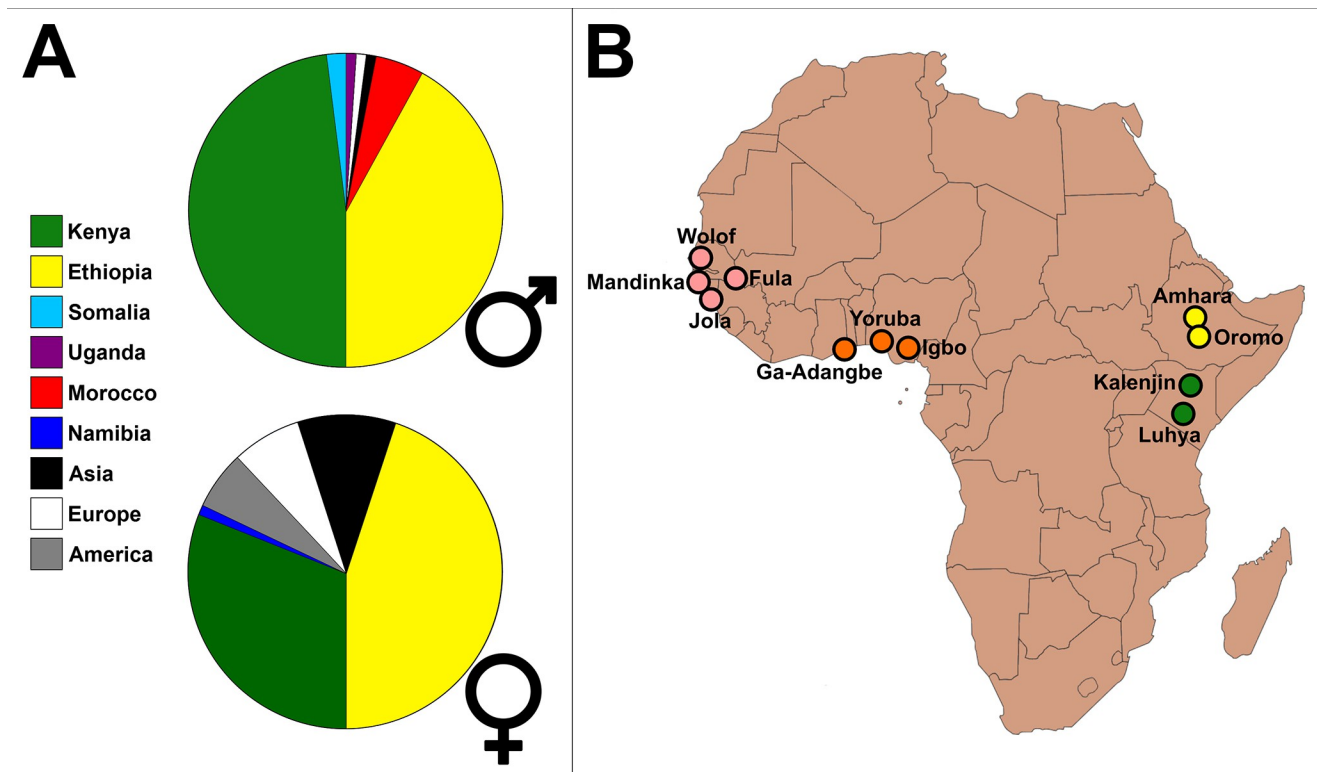 A
Kenya
Ethiopia
Somalia
Uganda
Morocco
Namibia
Asia
Europe
America
B
Wolof
Mandinka
Fula
Jola
Yoruba
Igbo
Ga-Adangbe
Amhara
Oromo
Kalenjin
Luhya